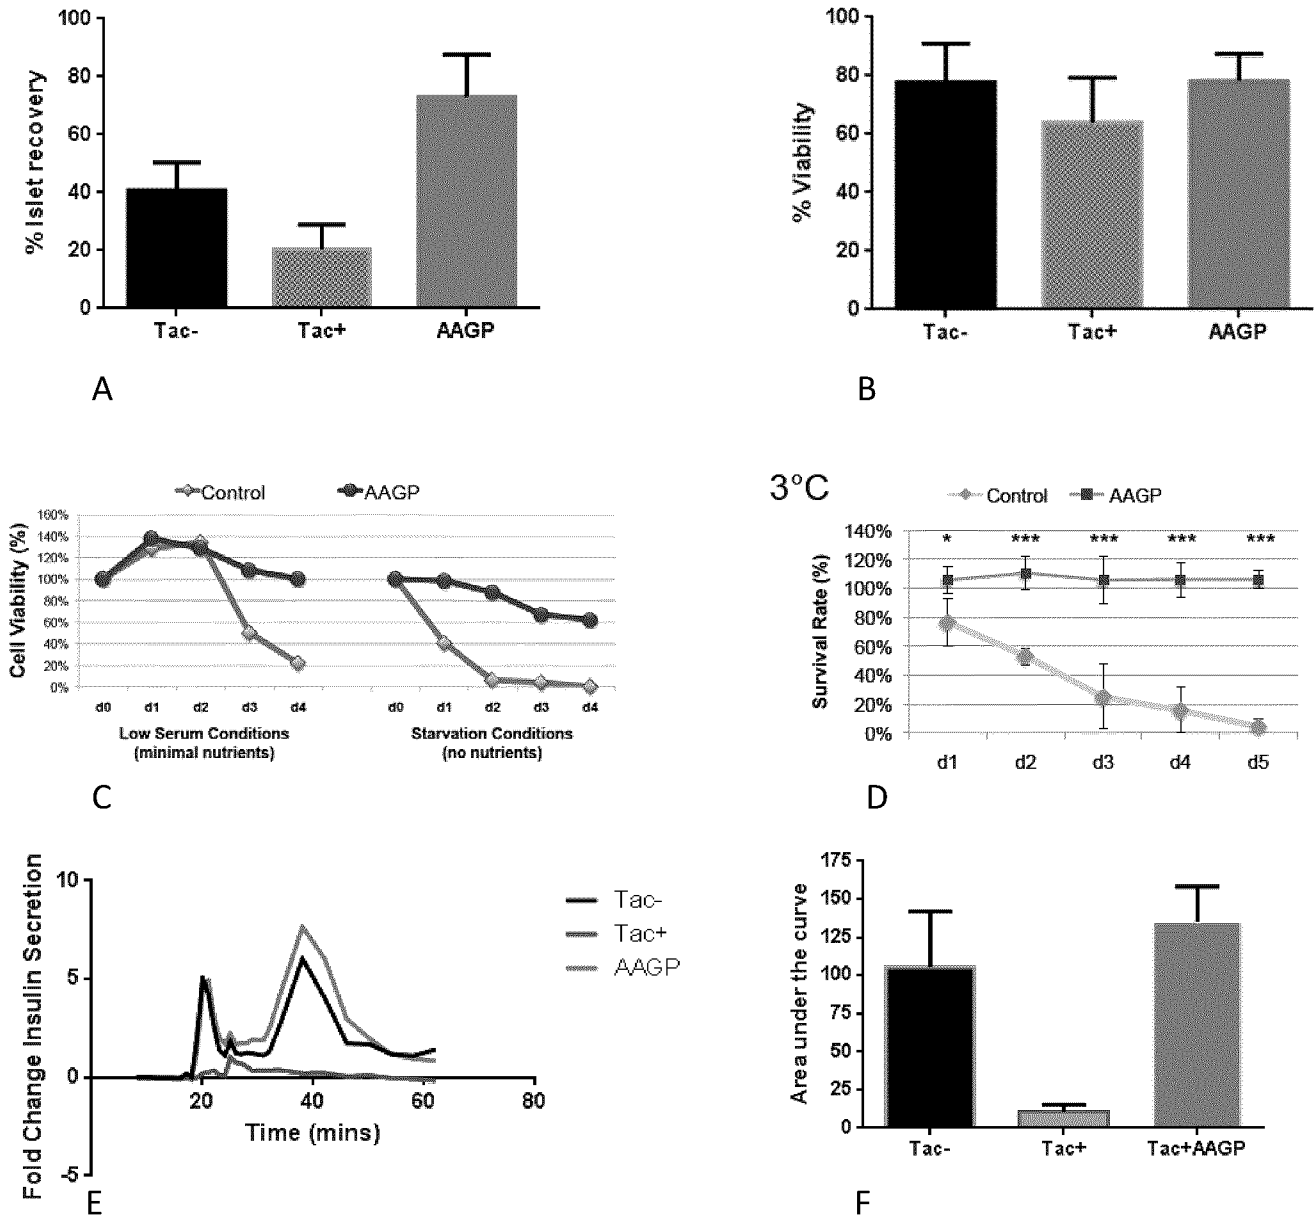 100%
80
60
40
20
0
% Islet recovery
Tac-
Tac+
AAGP
A
100%
80
60
40
20
0
% Viability
Tac-
Tac+
AAGP
B
Control
AAGP
160%
140%
120%
100%
80%
60%
40%
20%
0%
Cell Viability (%)
d0 d1 d2 d3 d4 d0 d1 d2 d3 d4
Low Serum Conditions
(minimal nutrients)
Starvation Conditions
(no nutrients)
C
3°C
Control
AAGP
140%
120%
100%
80%
60%
40%
20%
0%
Survival Rate (%)
* *** *** *** ***
d1 d2 d3 d4 d5
D
Fold Change Insulin Secretion
10
5
0
-5
20 40 60 80
Time (mins)
Tac-
Tac+
AAGP
E
Area under the curve
175
150
125
100
75
50
25
0
Tac-
Tac+
Tac+AAGP
F